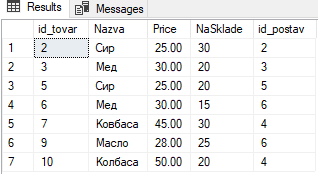 Results Messages
id_tovar Nazva Price NaSklade id_postav
1 2 Сир 25.00 30 2
2 3 Мед 25.00 20 3
3 5 Сир 25.00 20 5
4 6 Мед 30.00 15 6
5 7 Ковбаса 45.00 30 4
6 9 Масло 28.00 25 6
7 10 Колбаса 50.00 20 4